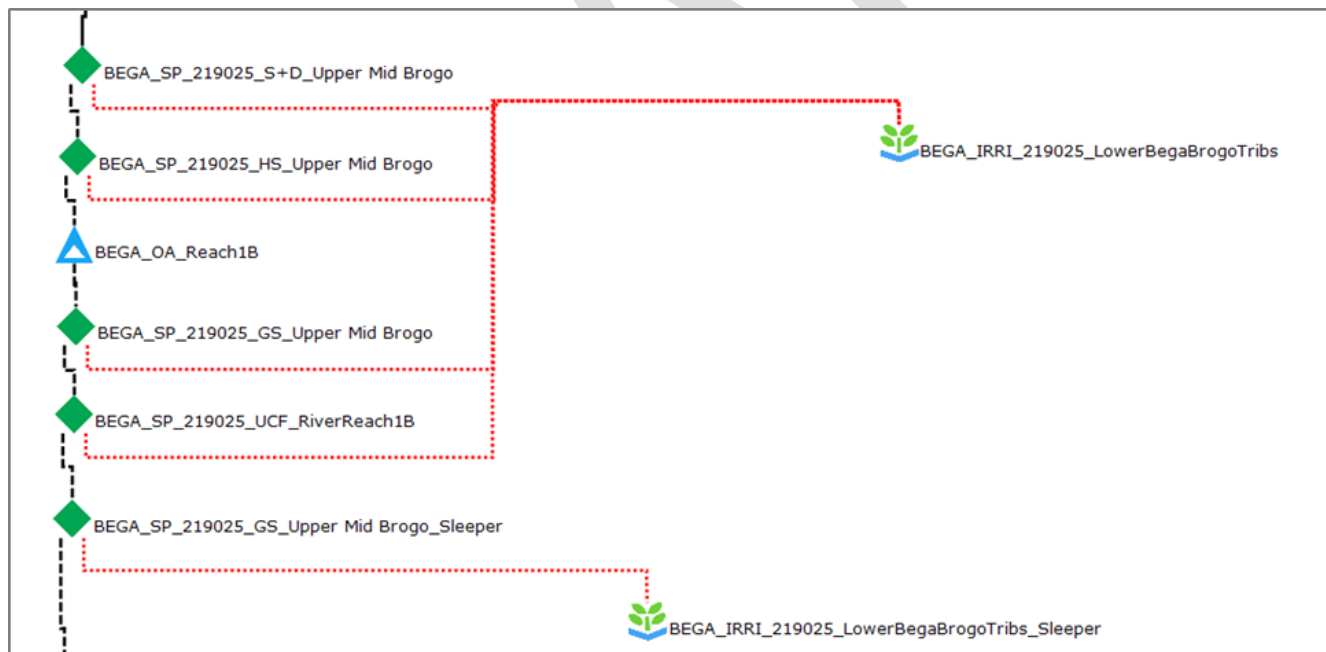 BEGA_SP_219025_S+D_Upper Mid Brogo
BEGA_IRRI_219025_LowerBegaBrogoTribs
BEGA_SP_219025_HS_Upper Mid Brogo
BEGA_OA_Reach1B
BEGA_SP_219025_GS_Upper Mid Brogo
BEGA_SP_219025_UCF_RiverReach1B
BEGA_SP_219025_GS_Upper Mid Brogo_Sleeper
BEGA_IRRI_219025_LowerBegaBrogoTribs_Sleeper